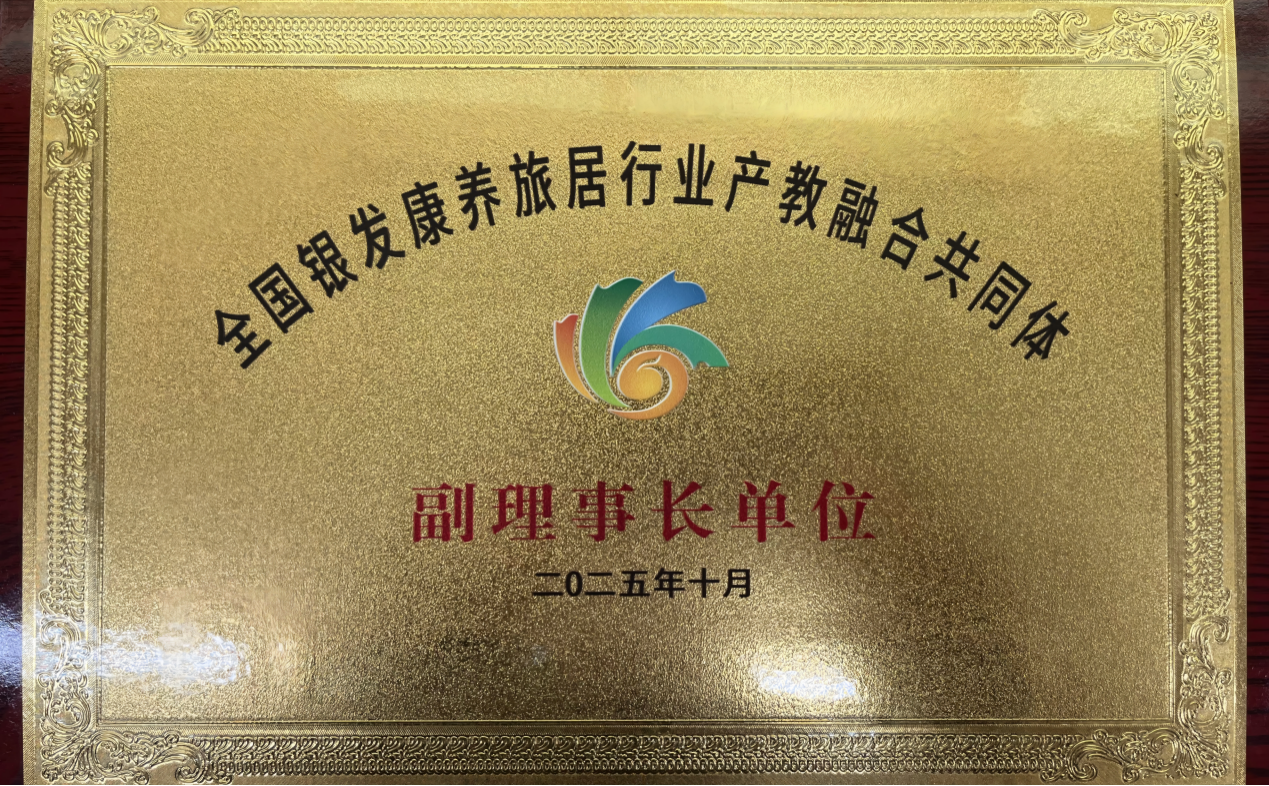 全国银发康养旅居行业产教融合共同体
副理事长单位
二0二五年十月